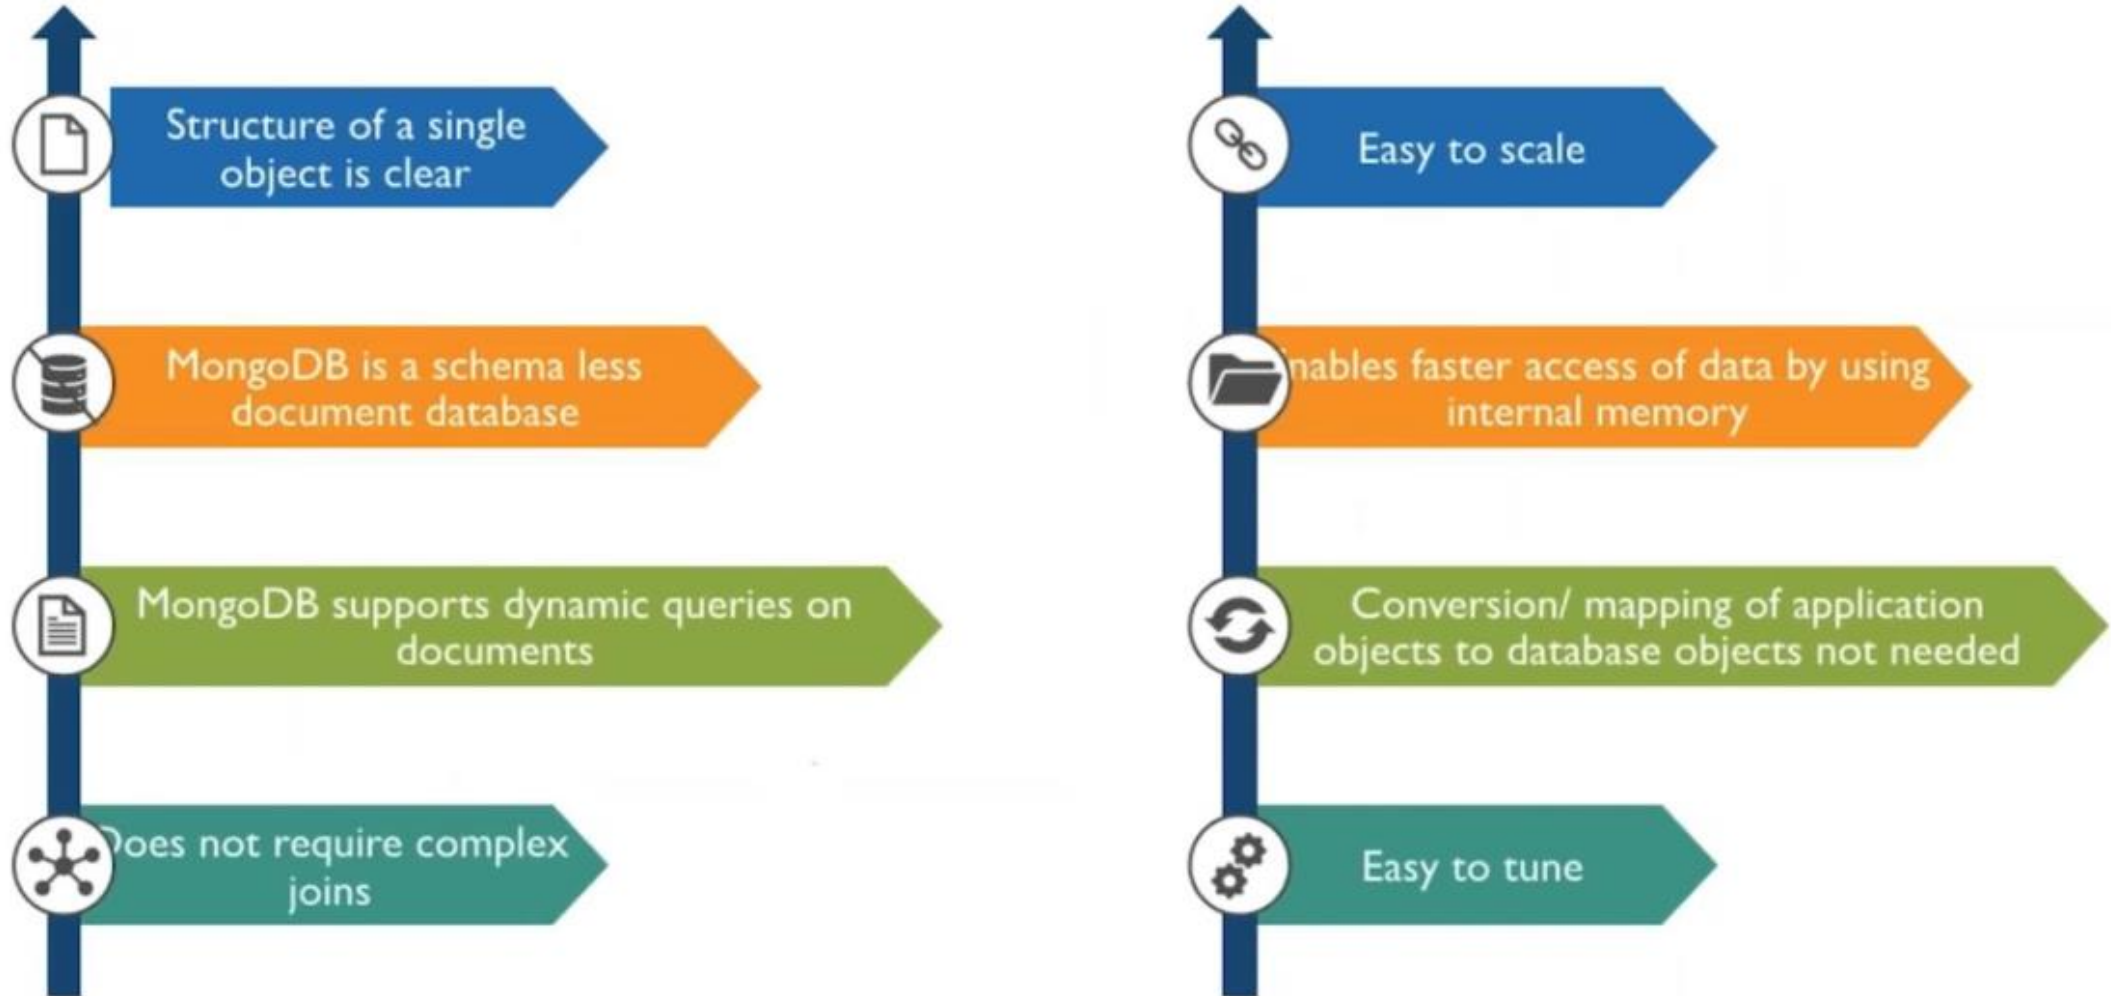 Structure of a single
object is clear
MongoDB is a schema less
document database
MongoDB supports dynamic queries on
documents
Does not require complex
joins
Easy to scale
Enables faster access of data by using
internal memory
Conversion/ mapping of application
objects to database objects not needed
Easy to tune